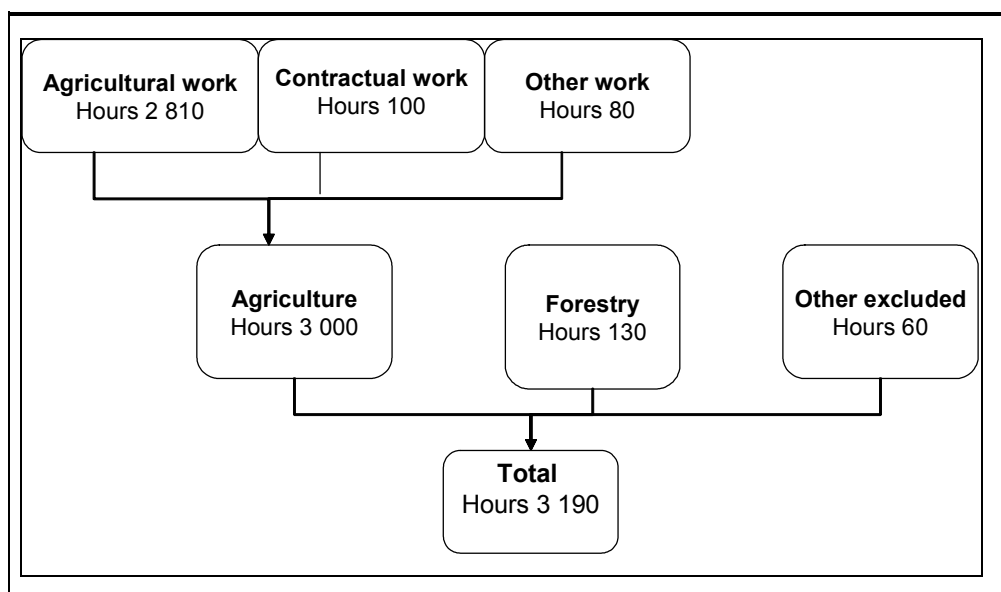 Agricultural work
Hours 2 810
Contractual work
Hours 100
Other work
Hours 80
Agriculture
Hours 3 000
Forestry
Hours 130
Other excluded
Hours 60
Total
Hours 3 190